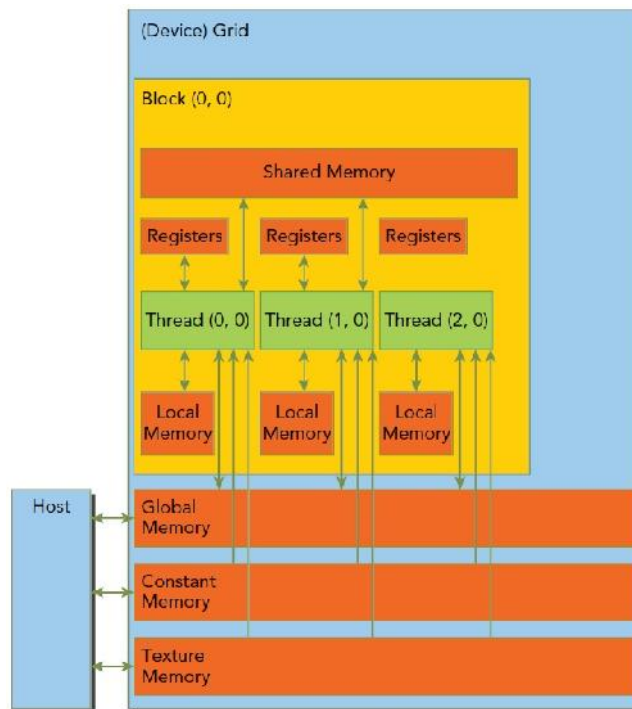 (Device) Grid
Block (0, 0)
Shared Memory
Registers
Registers
Registers
Thread (0, 0)
Thread (1, 0)
Thread (2, 0)
Local
Memory
Local
Memory
Local
Memory
Host
Global
Memory
Constant
Memory
Texture
Memory